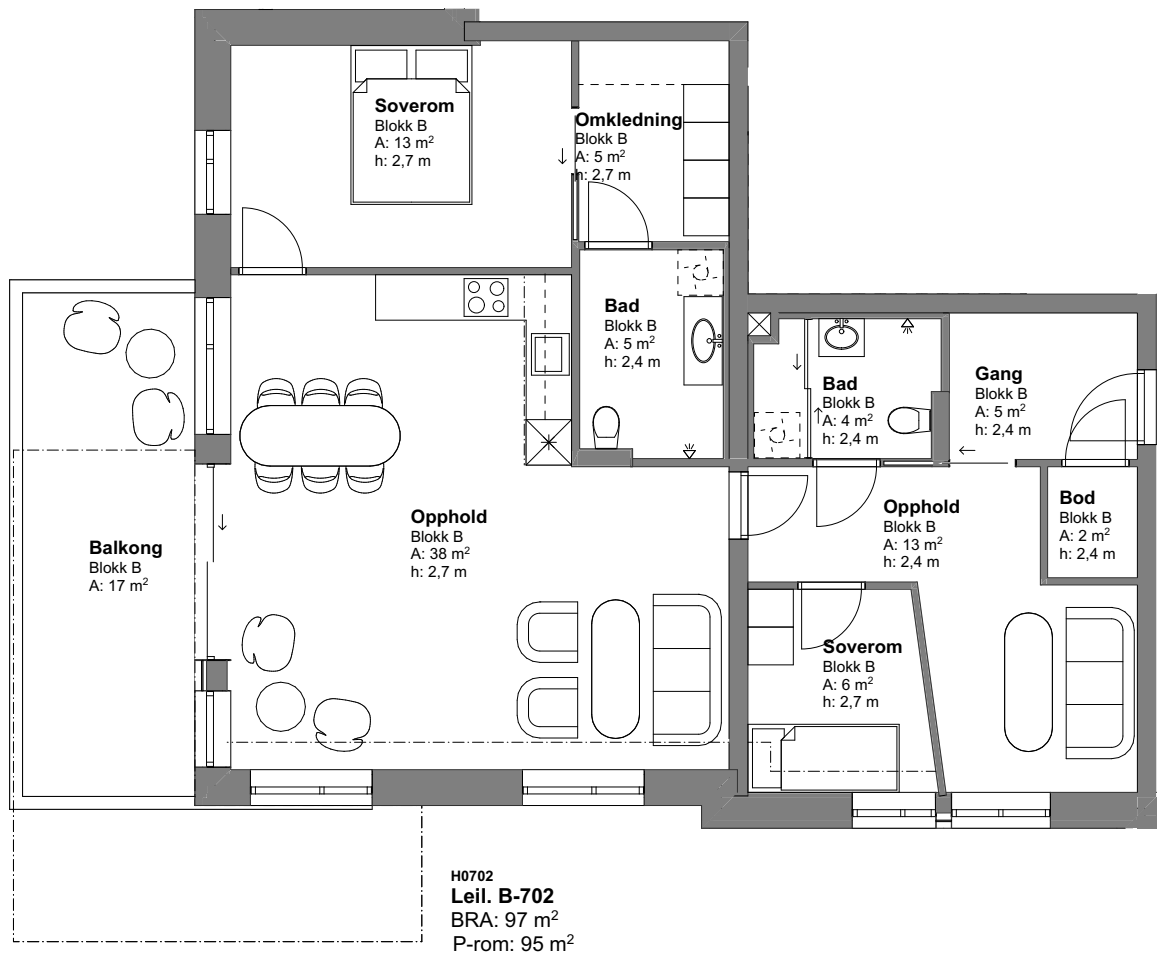 Soverom
Blokk B
A: 13 m²
h: 2,7 m
Omkledning
Blokk B
A: 5 m²
h: 2,7 m
Bad
Blokk B
A: 5 m²
h: 2,4 m
Bad
Blokk B
A: 4 m²
h: 2,4 m
Gang
Blokk B
A: 5 m²
h: 2,4 m
Balkong
Blokk B
A: 17 m²
Opphold
Blokk B
A: 38 m²
h: 2,7 m
Opphold
Blokk B
A: 13 m²
h: 2,4 m
Bod
Blokk B
A: 2 m²
h: 2,4 m
Soverom
Blokk B
A: 6 m²
h: 2,7 m
H0702
Leil. B-702
BRA: 97 m²
P-rom: 95 m²